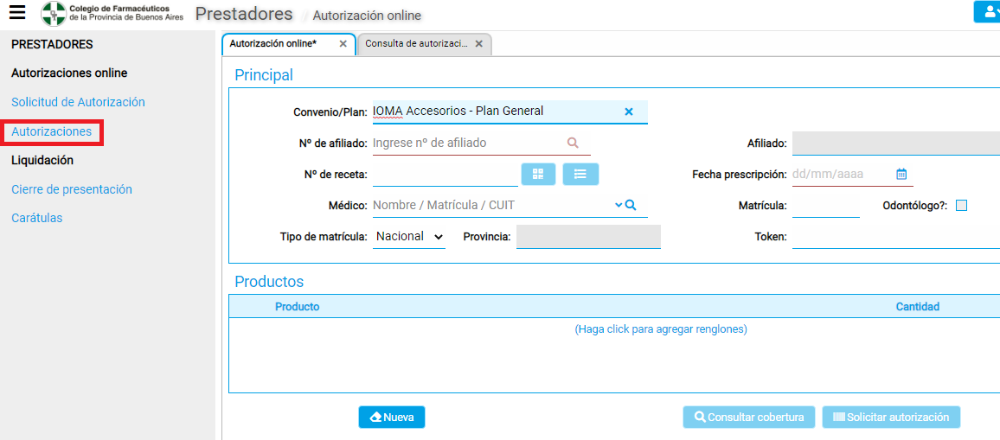 Colegio de Farmacéuticos
de la Provincia de Buenos Aires
Prestadores // Autorización online
PRESTADORES
Autorizaciones online
Solicitud de Autorización
Autorizaciones
Liquidación
Cierre de presentación
Carátulas
Autorización online* ×
Consulta de autorizaci... ×
Principal
Convenio/Plan: IOMA Accesorios - Plan General ×
Nº de afiliado: Ingrese nº de afiliado
Afiliado:
Nº de receta:
Fecha prescripción: dd/mm/aaaa
Médico: Nombre / Matrícula / CUIT
Matrícula:
Odontólogo?:
Tipo de matrícula: Nacional
Provincia:
Token:
Productos
Producto
Cantidad
(Haga click para agregar renglones)
Nueva
Consultar cobertura
Solicitar autorización